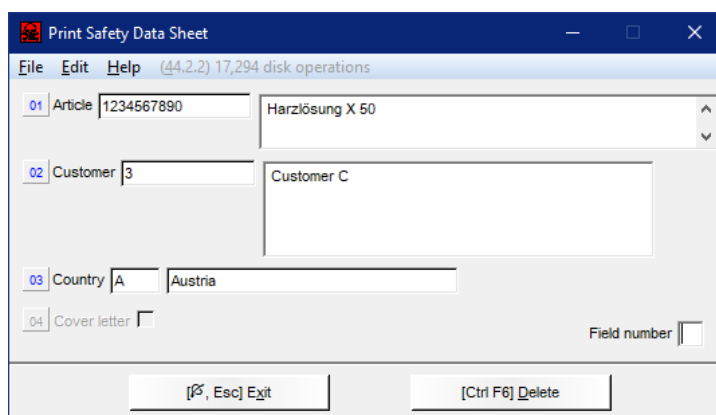 Print Safety Data Sheet
File Edit Help (44.2.2) 17,294 disk operations
01 Article 1234567890 Harzlösung X 50
02 Customer 3 Customer C
03 Country A Austria
04 Cover letter
Field number
[, Esc] Exit [Ctrl F6] Delete